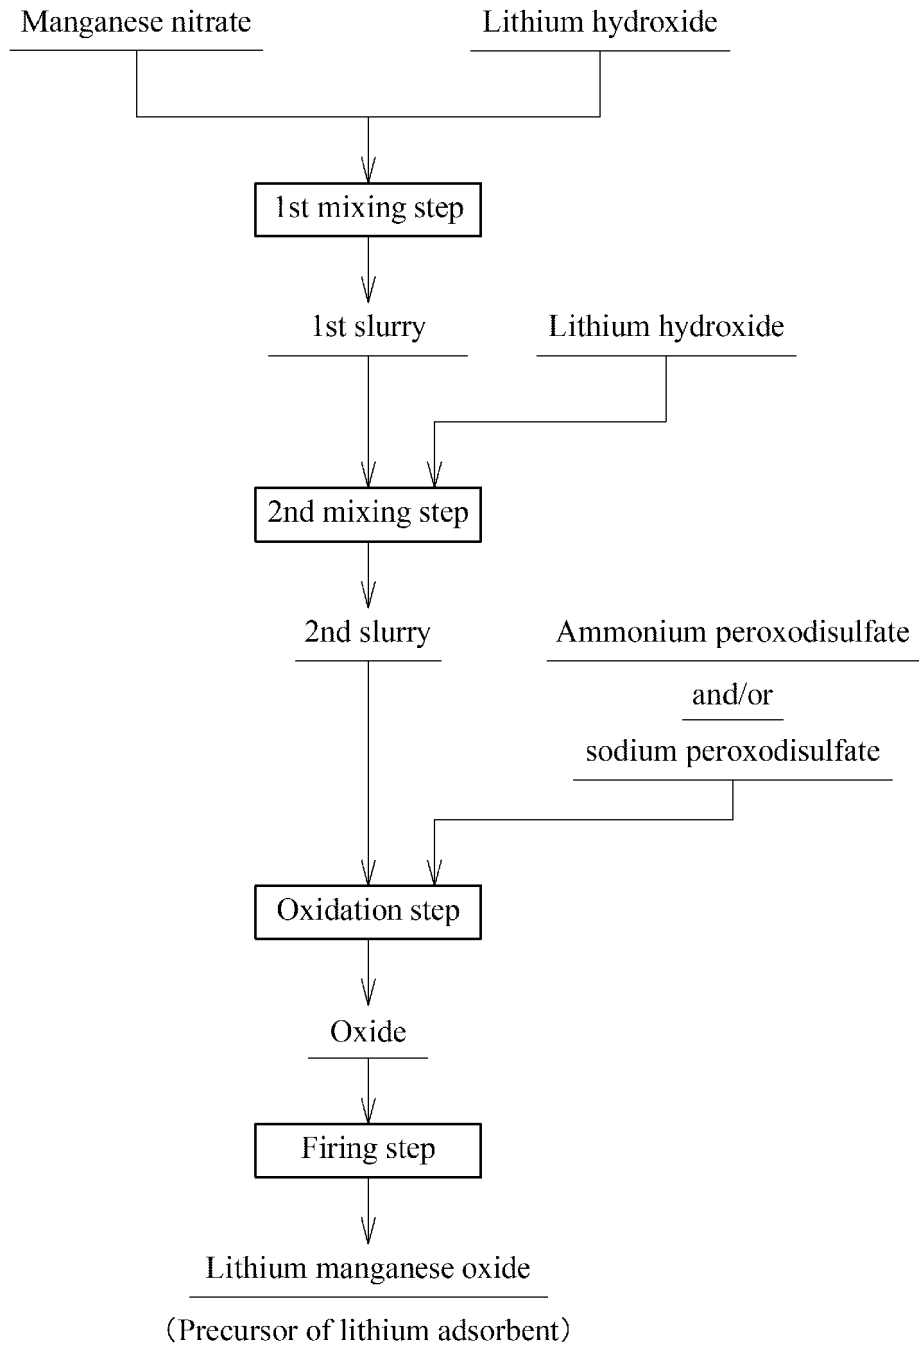 Manganese nitrate
Lithium hydroxide
1st mixing step
1st slurry
Lithium hydroxide
2nd mixing step
2nd slurry
Ammonium peroxodisulfate
and/or
sodium peroxodisulfate
Oxidation step
Oxide
Firing step
Lithium manganese oxide
(Precursor of lithium adsorbent)